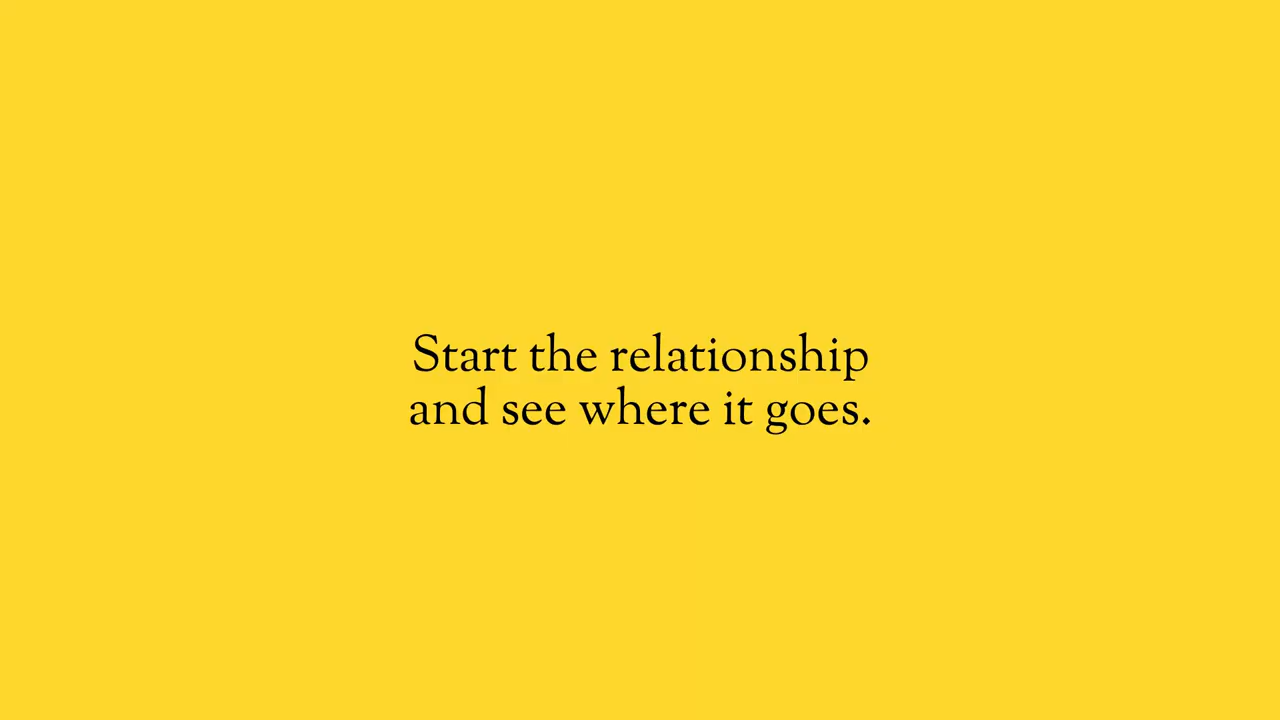 Start the relationship
and see where it goes.